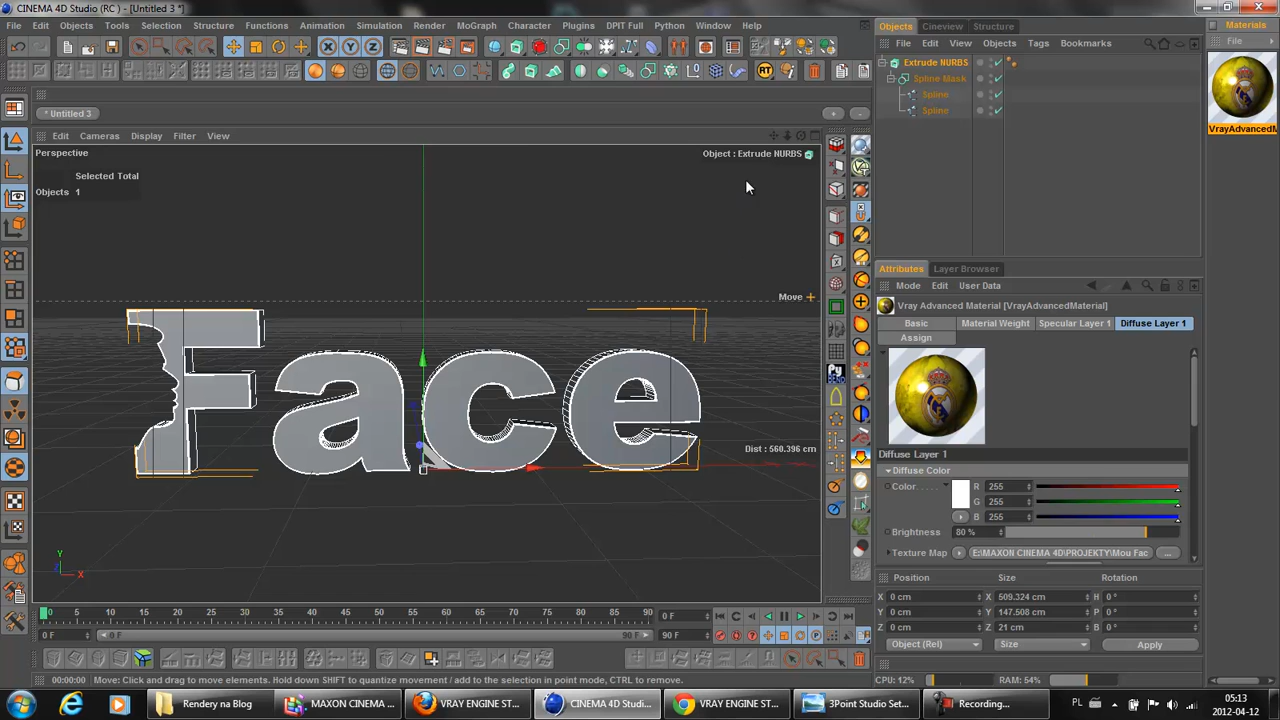 CINEMA 4D Studio (RC) - [Untitled 3 *]
File Edit Objects Tools Selection Structure Functions Animation Simulation Render MoGraph Character Plugins DPIT Full Python Window Help
* Untitled 3
Edit Cameras Display Filter View
Perspective
Object : Extrude NURBS
Selected Total
Objects 1
Move
Face
Dist : 560.396 cm
0 5 10 15 20 25 30 35 40 45 50 55 60 65 70 75 80 85 90
0 F
0 F
0 F
90 F
90 F
00:00:00 Move: Click and drag to move elements. Hold down SHIFT to quantize movement / add to the selection in point mode, CTRL to remove.
Objects Cineview Structure
File Edit View Objects Tags Bookmarks
Extrude NURBS
Spline Mask
Spline
Spline
Materials
File
VrayAdvancedM
Attributes Layer Browser
Mode Edit User Data
Vray Advanced Material [VrayAdvancedMaterial]
Basic Material Weight Specular Layer 1 Diffuse Layer 1
Assign
Diffuse Layer 1
Diffuse Color
Color R 255
G 255
B 255
Brightness 80 %
Texture Map E:\MAXON CINEMA 4D\PROJEKTY\Mou Fac ...
Position Size Rotation
X 0 cm X 509.324 cm H 0 °
Y 0 cm Y 147.508 cm P 0 °
Z 0 cm Z 21 cm B 0 °
Object (Rel) Size Apply
CPU: 12% RAM: 54%
Rendery na Blog
MAXON CINEMA ...
VRAY ENGINE ST...
CINEMA 4D Studi...
VRAY ENGINE ST...
3Point Studio Set...
Recording...
PL
05:13
2012-04-12